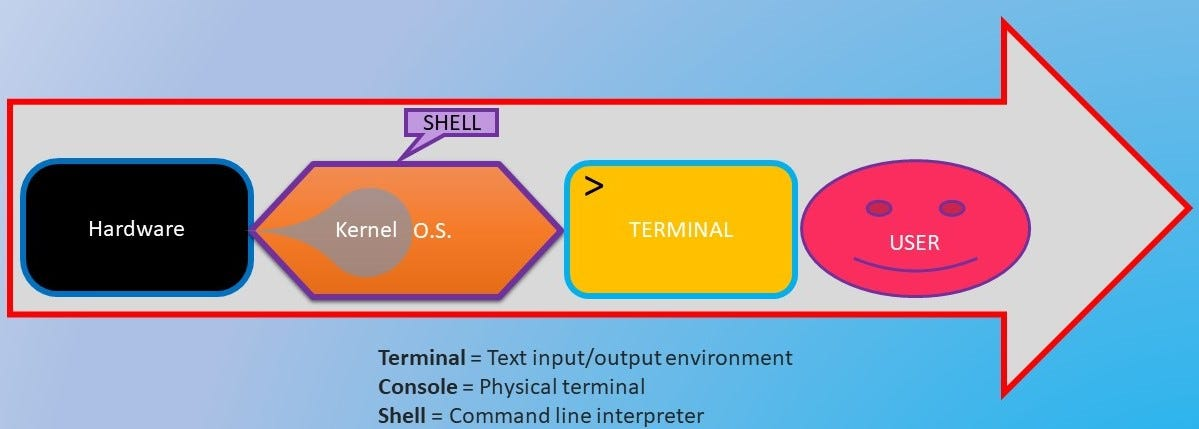 SHELL
Hardware
Kernel O.S.
>
TERMINAL
USER
Terminal = Text input/output environment
Console = Physical terminal
Shell = Command line interpreter